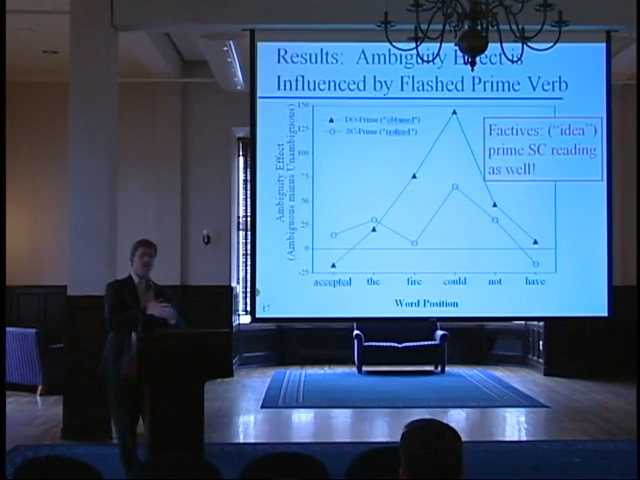 Results: Ambiguity Effect is
Influenced by Flashed Prime Verb
Ambiguity Effect
(Ambiguous minus Unambiguous)
150
125
100
75
50
25
0
-25
DO-Prime ("obtained")
SC-Prime ("realized")
Factives: ("idea")
prime SC reading
as well!
accepted the fire could not have
Word Position
17